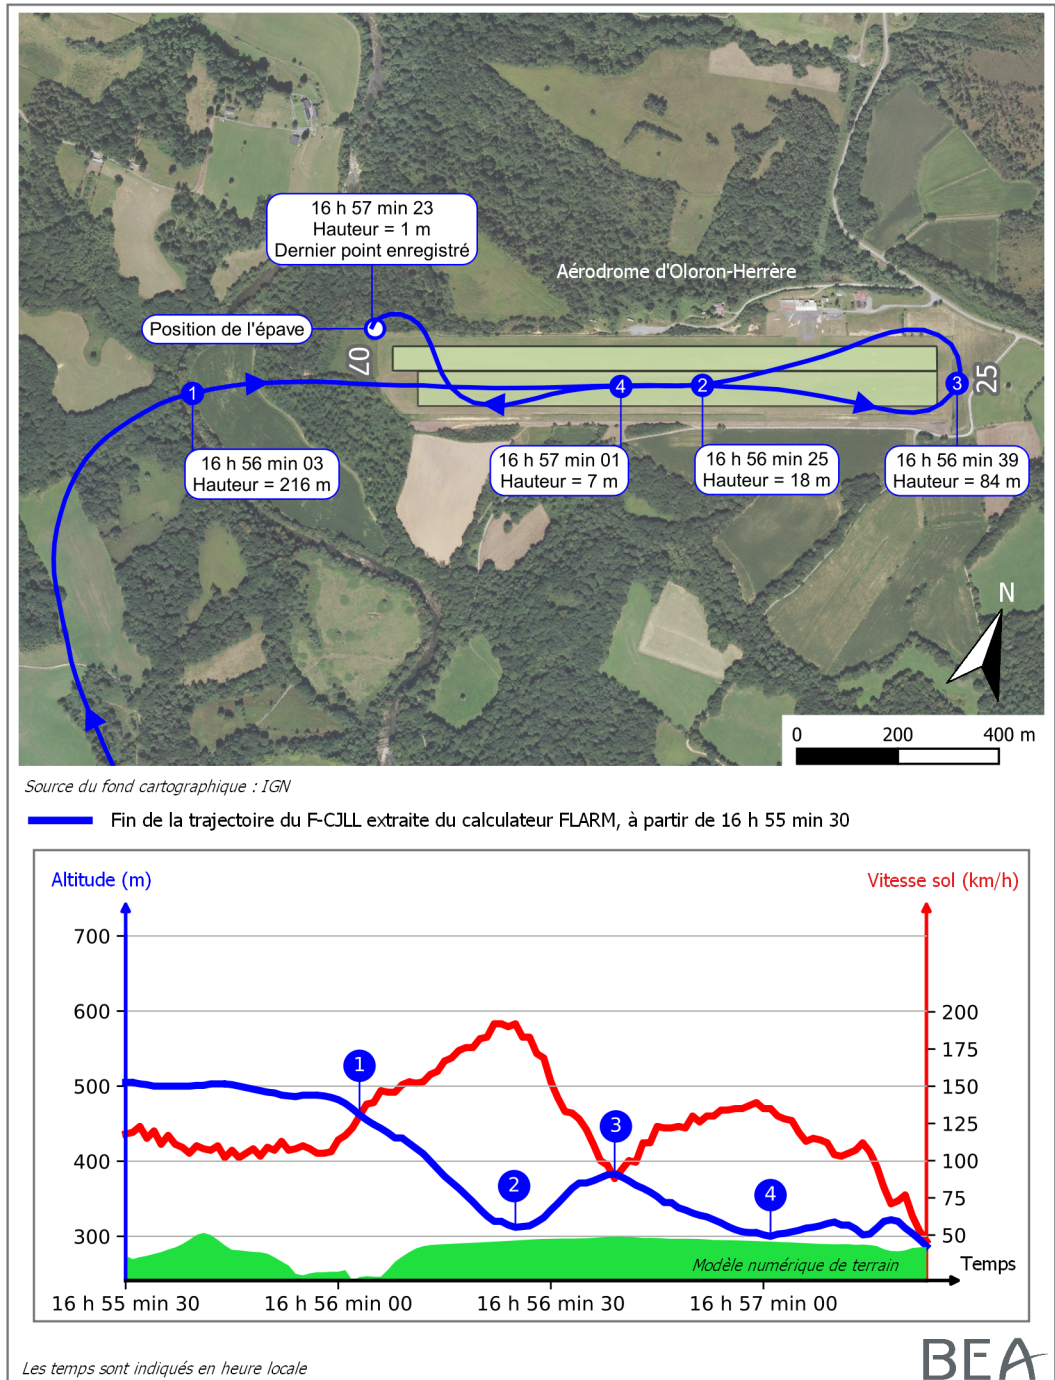 16 h 57 min 23
Hauteur = 1 m
Dernier point enregistré
Aérodrome d'Oloron-Herrère
Position de l'épave
07
25
1
4
2
3
16 h 56 min 03
Hauteur = 216 m
16 h 57 min 01
Hauteur = 7 m
16 h 56 min 25
Hauteur = 18 m
16 h 56 min 39
Hauteur = 84 m
N
0 200 400 m
Source du fond cartographique : IGN
Fin de la trajectoire du F-CJLL extraite du calculateur FLARM, à partir de 16 h 55 min 30
Altitude (m)
Vitesse sol (km/h)
700
600
500
400
300
200
175
150
125
100
75
50
1
2
3
4
Modèle numérique de terrain
Temps
16 h 55 min 30
16 h 56 min 00
16 h 56 min 30
16 h 57 min 00
Les temps sont indiqués en heure locale
BEA